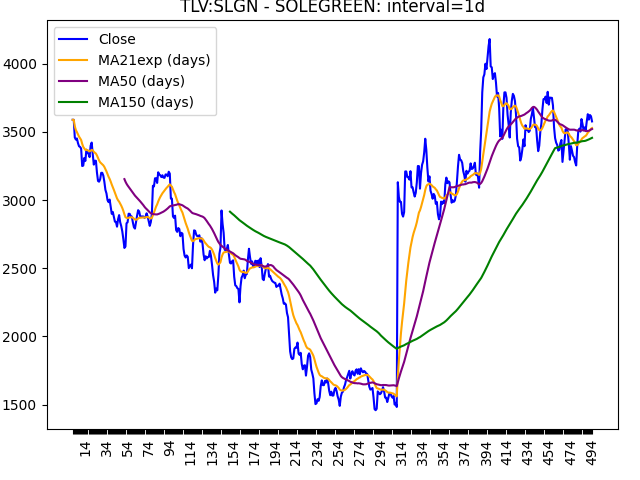 TLV:SLGN - SOLEGREEN: interval=1d
Close
MA21exp (days)
MA50 (days)
MA150 (days)
4000
3500
3000
2500
2000
1500
14 34 54 74 94 114 134 154 174 194 214 234 254 274 294 314 334 354 374 394 414 434 454 474 494